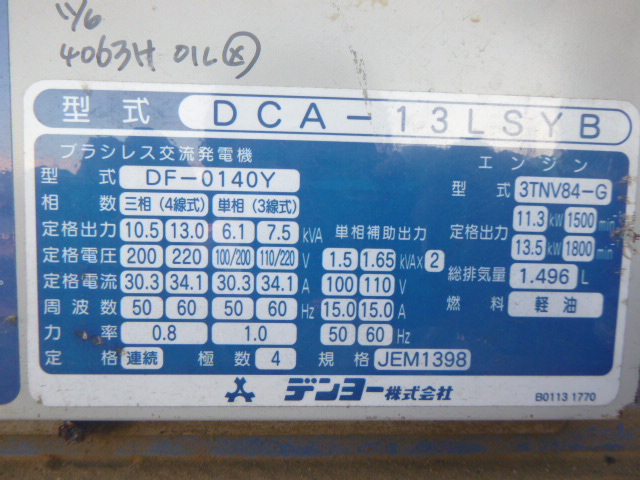 11/6
4063H OIL ⊗
型式 DCA-13LSYB
ブラシレス交流発電機 エンジン
型式 DF-0140Y 型式 3TNV84-G
相数 三相(4線式) 単相(3線式)
定格出力 10.5 13.0 6.1 7.5 kVA 単相補助出力 定格出力 11.3 kW 1500 min
13.5 kW 1800 min
定格電圧 200 220 100/200 110/220 V 1.5 1.65 kVA×2
定格電流 30.3 34.1 30.3 34.1 A 100 110 V 総排気量 1.496 L
周波数 50 60 50 60 Hz 15.0 15.0 A 燃料 軽油
力率 0.8 1.0 50 60 Hz
定格 連続 極数 4 規格 JEM1398
デンヨー株式会社 B0113 1770